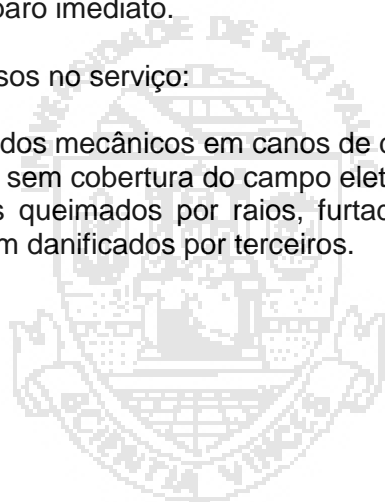 paro imediato.
sos no serviço:
dos mecânicos em canos de c
sem cobertura do campo elet
s queimados por raios, furtac
m danificados por terceiros.